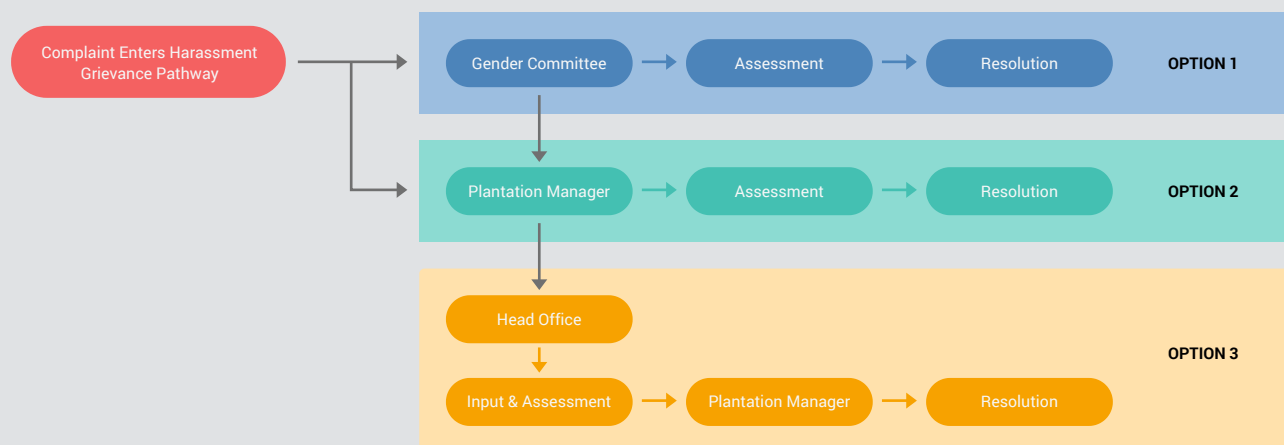 Complaint Enters Harassment
Grievance Pathway
Gender Committee
Assessment
Resolution
OPTION 1
Plantation Manager
Assessment
Resolution
OPTION 2
Head Office
OPTION 3
Input & Assessment
Plantation Manager
Resolution